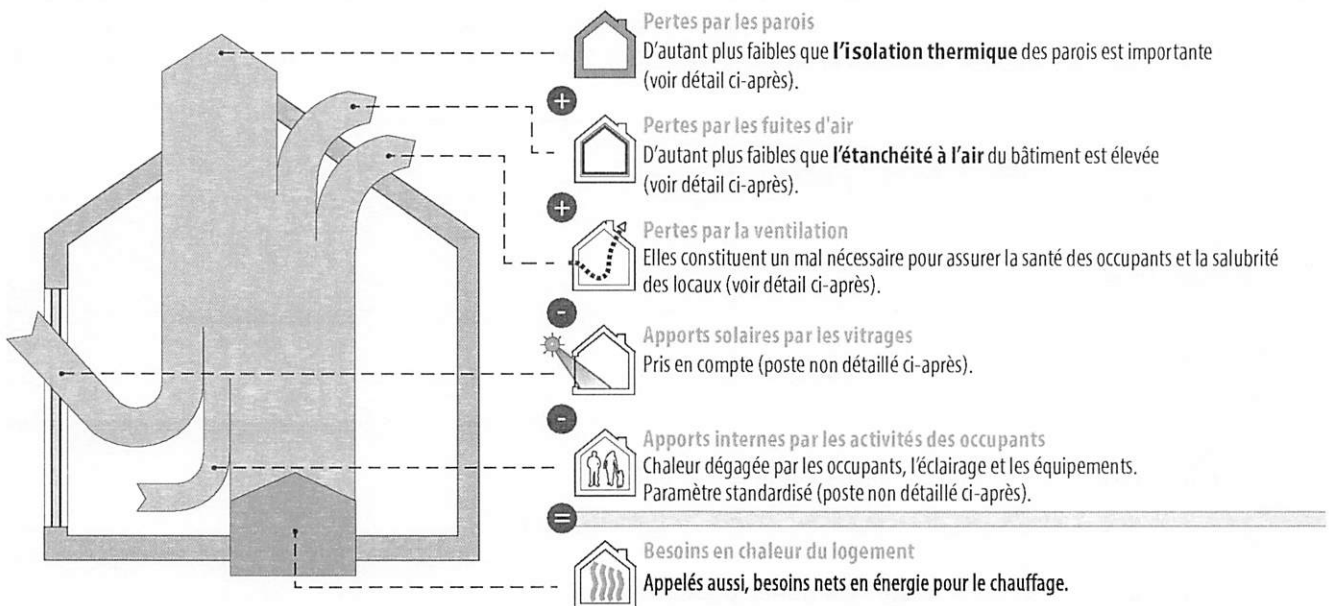 Pertes par les parois
D'autant plus faibles que l'isolation thermique des parois est importante
(voir détail ci-après).
+
Pertes par les fuites d'air
D'autant plus faibles que l'étanchéité à l'air du bâtiment est élevée
(voir détail ci-après).
+
Pertes par la ventilation
Elles constituent un mal nécessaire pour assurer la santé des occupants et la salubrité
des locaux (voir détail ci-après).
-
Apports solaires par les vitrages
Pris en compte (poste non détaillé ci-après).
-
Apports internes par les activités des occupants
Chaleur dégagée par les occupants, l'éclairage et les équipements.
Paramètre standardisé (poste non détaillé ci-après).
=
Besoins en chaleur du logement
Appelés aussi, besoins nets en énergie pour le chauffage.